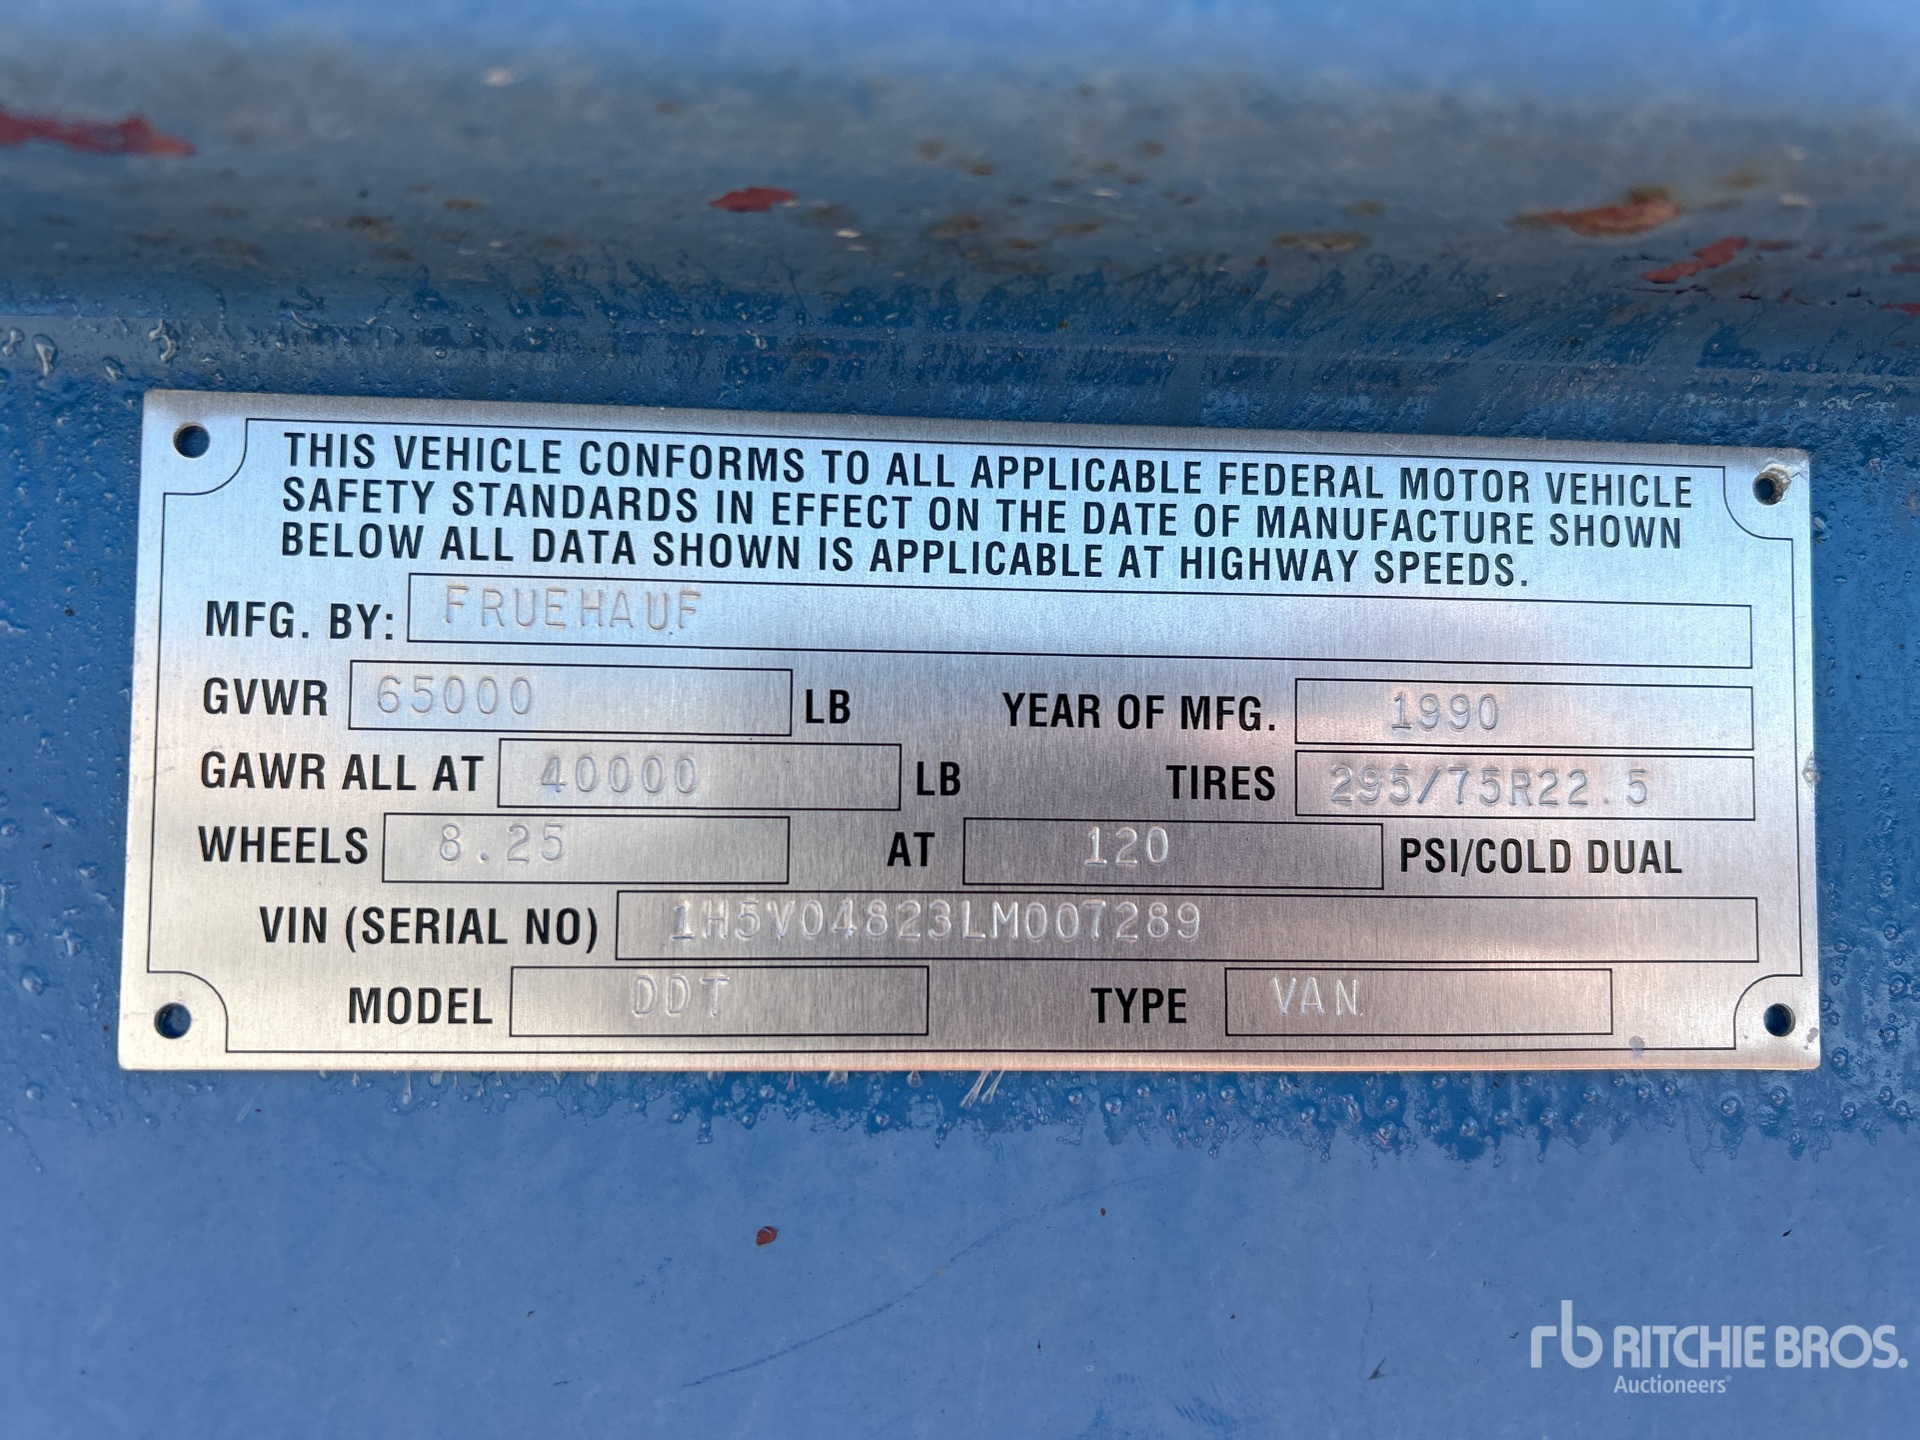 THIS VEHICLE CONFORMS TO ALL APPLICABLE FEDERAL MOTOR VEHICLE
SAFETY STANDARDS IN EFFECT ON THE DATE OF MANUFACTURE SHOWN
BELOW ALL DATA SHOWN IS APPLICABLE AT HIGHWAY SPEEDS.
MFG. BY: FRUEHAUF
GVWR 65000 LB YEAR OF MFG. 1990
GAWR ALL AT 40000 LB TIRES 295/75R22.5
WHEELS 8.25 AT 120 PSI/COLD DUAL
VIN (SERIAL NO) 1H5V04823LM007289
MODEL DDT TYPE VAN
rb RITCHIE BROS.
Auctioneers